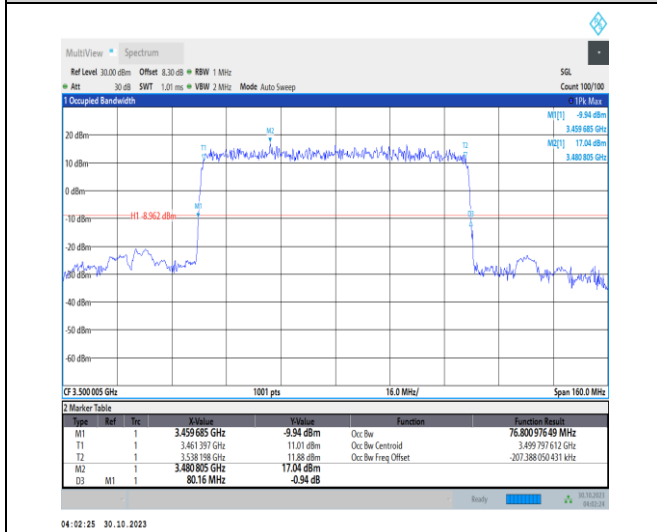 MultiView Spectrum
Ref Level 30.00 dBm Offset 8.30 dB RBW 1 MHz SGL
Att 30 dB SWT 1.01 ms VBW 2 MHz Mode Auto Sweep Count 100/100
1 Occupied Bandwidth 1Pk Max
M1[1] -9.94 dBm
3.459 685 GHz
M2[1] 17.04 dBm
3.480 805 GHz
20 dBm
M2
T1
T2
10 dBm
0 dBm
M1
H1 -8.962 dBm
D3
-10 dBm
-20 dBm
-30 dBm
-40 dBm
-50 dBm
-60 dBm
CF 3.500 005 GHz 1001 pts 16.0 MHz/ Span 160.0 MHz
2 Marker Table
Type Ref Trc X-Value Y-Value Function Function Result
M1 1 3.459 685 GHz -9.94 dBm Occ Bw 76.800 976 49 MHz
T1 1 3.461 397 GHz 11.01 dBm Occ Bw Centroid 3.499 797 612 GHz
T2 1 3.538 198 GHz 11.88 dBm Occ Bw Freq Offset -207.388 050 431 kHz
M2 1 3.480 805 GHz 17.04 dBm
D3 M1 1 80.16 MHz -0.94 dB
Ready 30.10.2023
04:02:24
04:02:25 30.10.2023